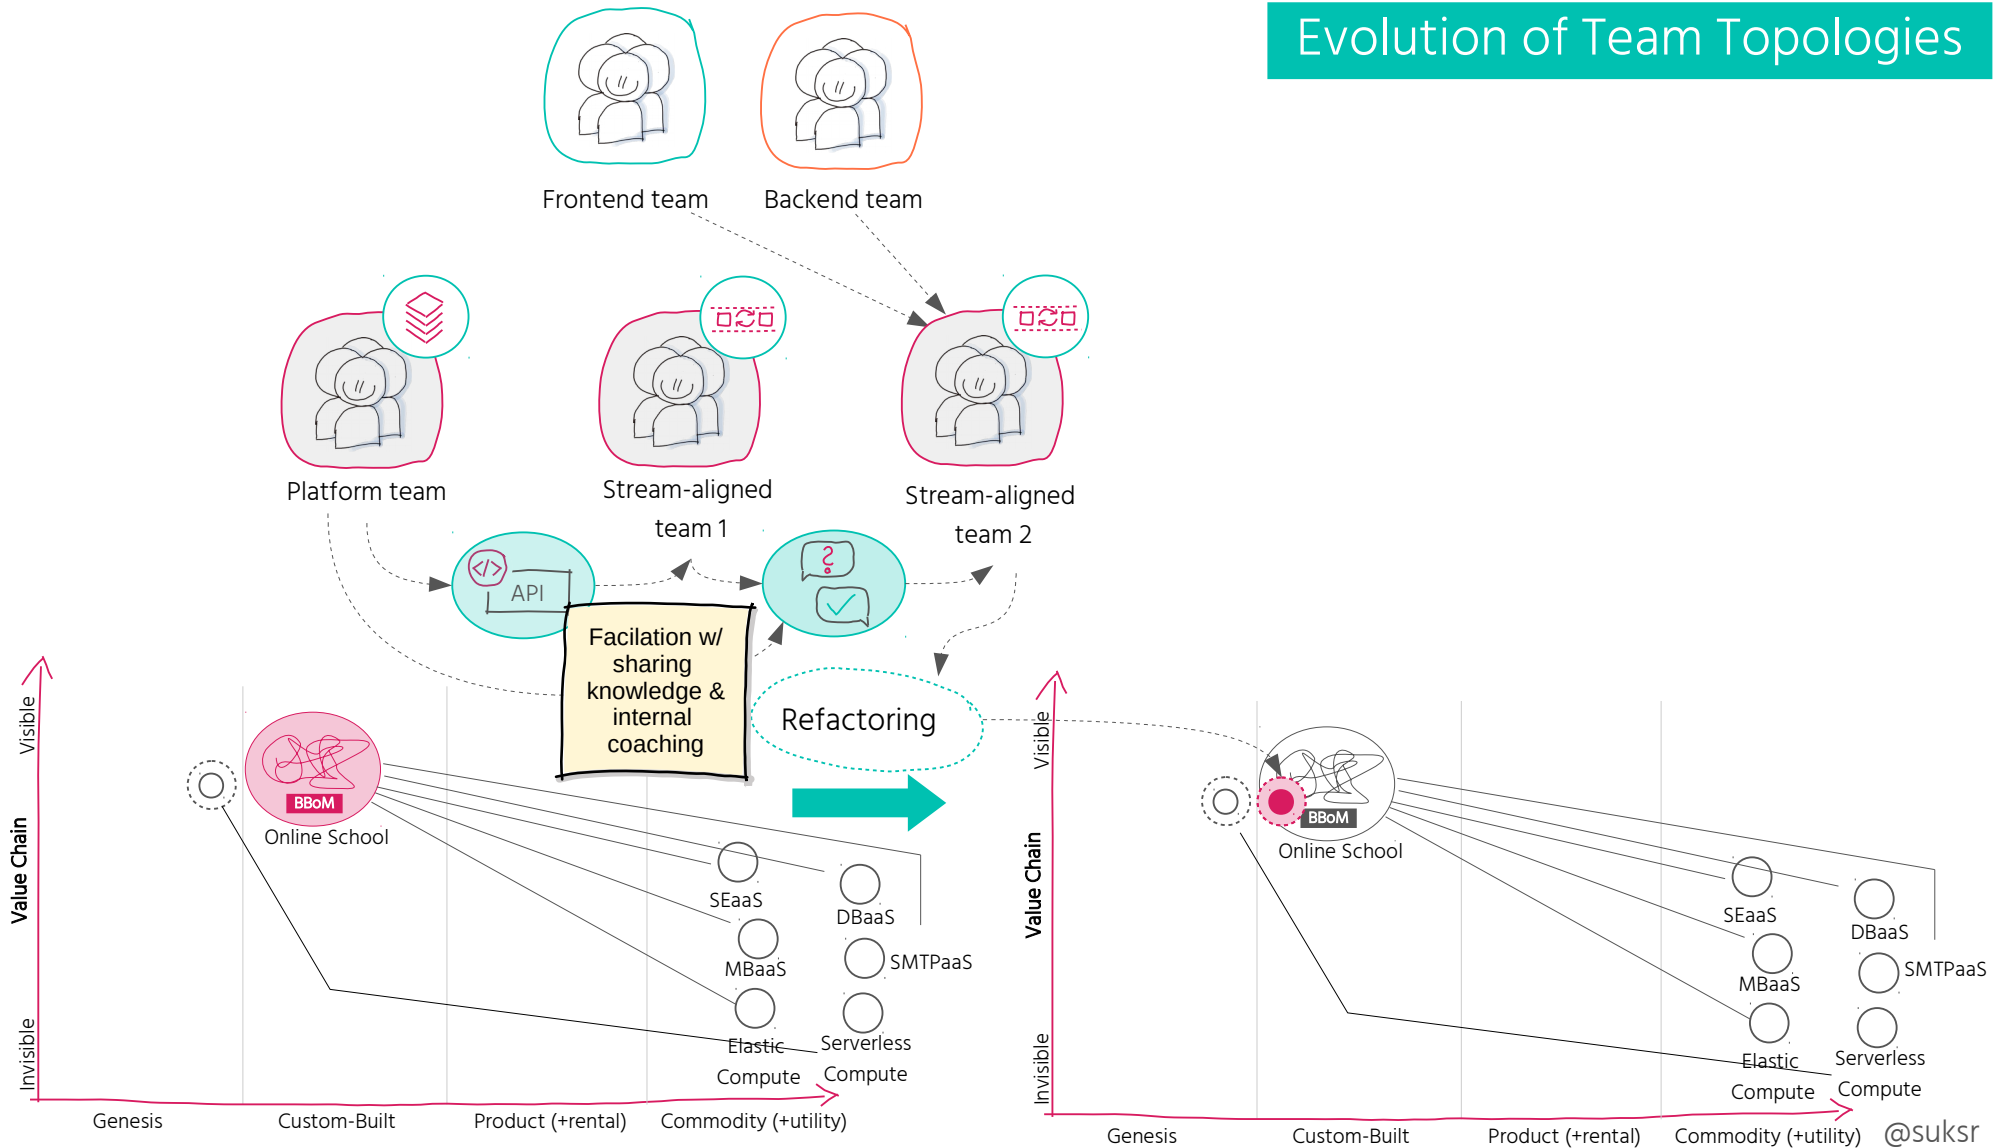 Evolution of Team Topologies
Frontend team
Backend team
Platform team
Stream-aligned
team 1
Stream-aligned
team 2
</>
API
?
Facilation w/
sharing
knowledge &
internal
coaching
Refactoring
Value Chain
Visible
Invisible
BBoM
Online School
SEaaS
DBaaS
MBaaS
SMTPaaS
Elastic
Compute
Serverless
Compute
Genesis
Custom-Built
Product (+rental)
Commodity (+utility)
Value Chain
Visible
Invisible
BBoM
Online School
SEaaS
DBaaS
MBaaS
SMTPaaS
Elastic
Compute
Serverless
Compute
Genesis
Custom-Built
Product (+rental)
Commodity (+utility)
@suksr